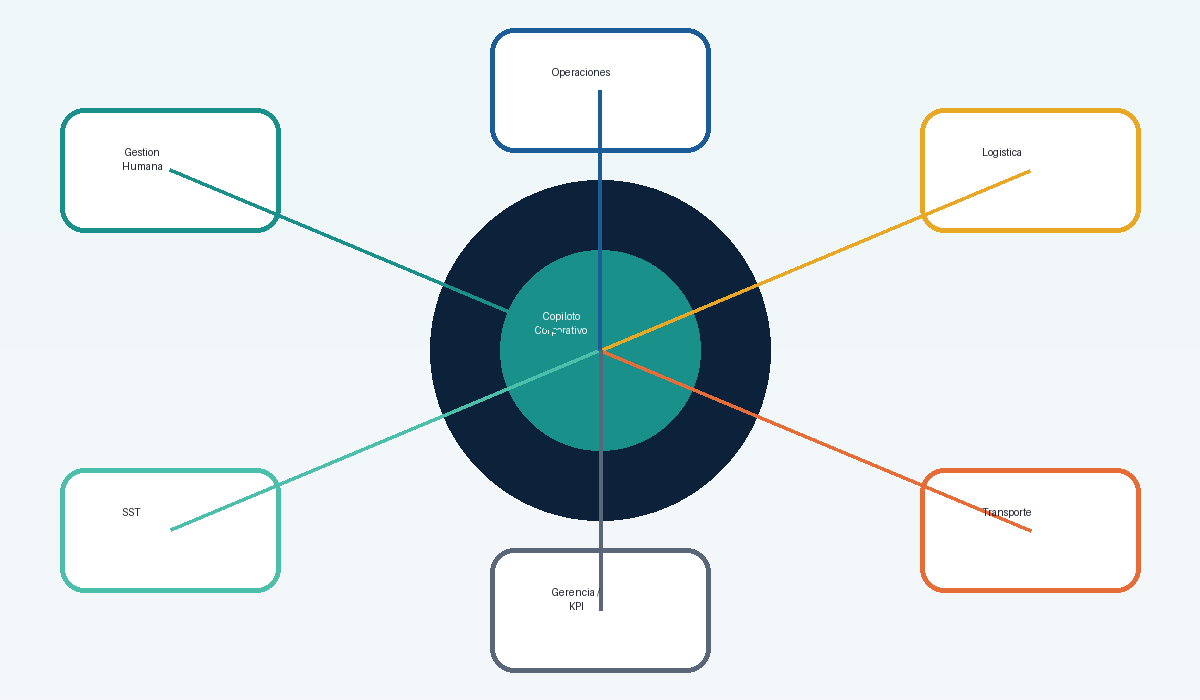 Operaciones
Gestion
Humana
Logistica
Copiloto
Corporativo
SST
Transporte
Gerencia /
KPI